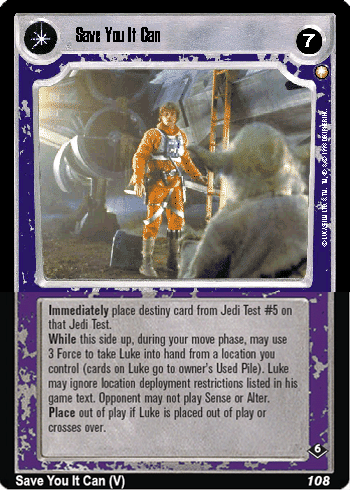 Save You It Can
7
Immediately place destiny card from Jedi Test #5 on
that Jedi Test.
While this side up, during your move phase, may use
3 Force to take Luke into hand from a location you
control (cards on Luke go to owner's Used Pile). Luke
may ignore location deployment restrictions listed in his
game text. Opponent may not play Sense or Alter.
Place out of play if Luke is placed out of play or
crosses over.
6
Save You It Can (V)
108